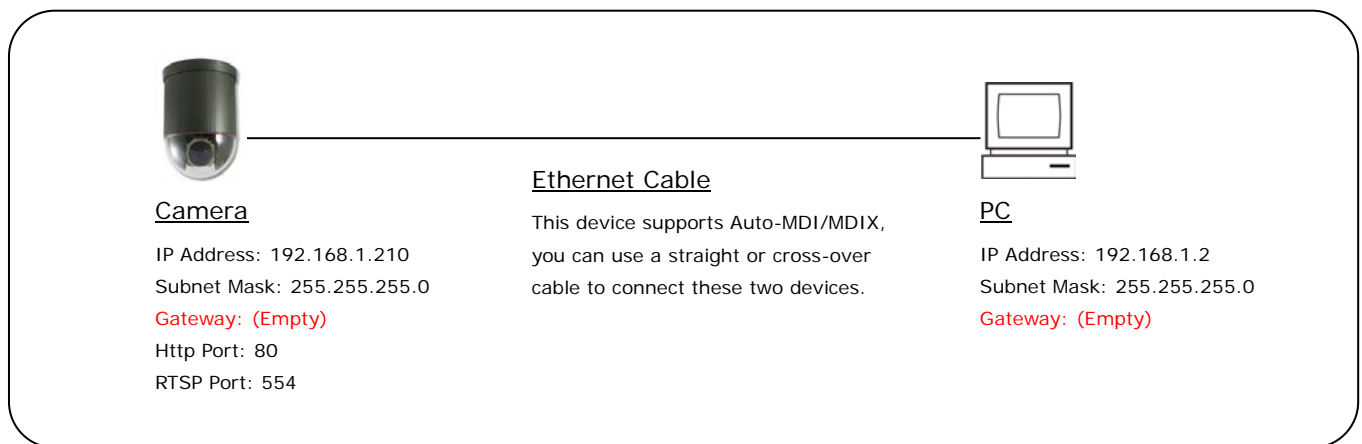 Camera
IP Address: 192.168.1.210
Subnet Mask: 255.255.255.0
Gateway: (Empty)
Http Port: 80
RTSP Port: 554
Ethernet Cable
This device supports Auto-MDI/MDIX,
you can use a straight or cross-over
cable to connect these two devices.
PC
IP Address: 192.168.1.2
Subnet Mask: 255.255.255.0
Gateway: (Empty)